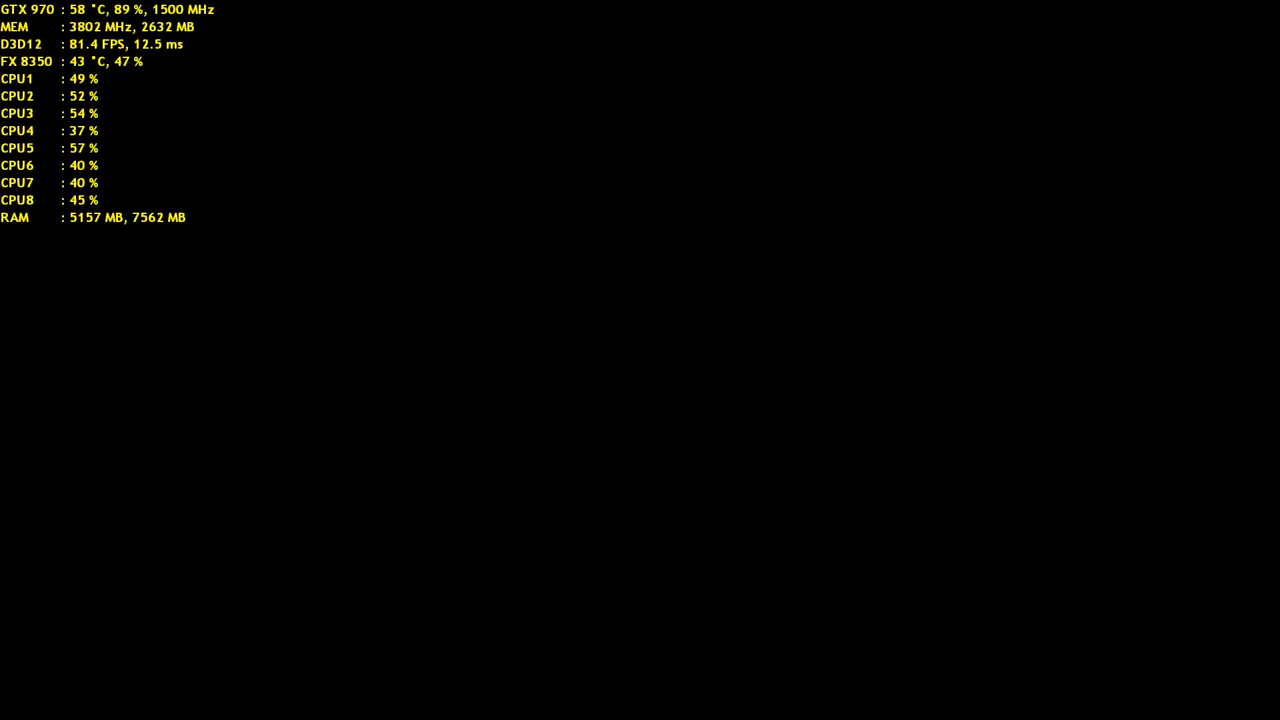 GTX 970 : 58 °C, 89 %, 1500 MHz
MEM : 3802 MHz, 2632 MB
D3D12 : 81.4 FPS, 12.5 ms
FX 8350 : 43 °C, 47 %
CPU1 : 49 %
CPU2 : 52 %
CPU3 : 54 %
CPU4 : 37 %
CPU5 : 57 %
CPU6 : 40 %
CPU7 : 40 %
CPU8 : 45 %
RAM : 5157 MB, 7562 MB